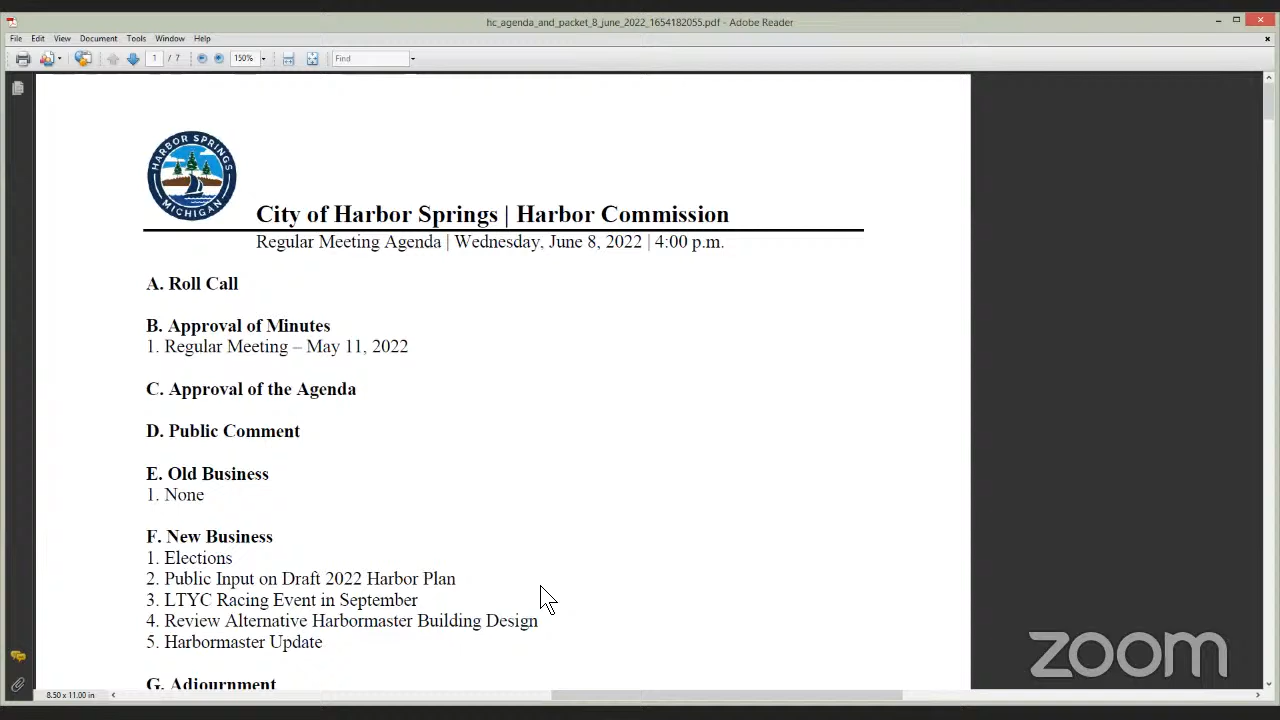 hc_agenda_and_packet_8_june_2022_1654182055.pdf - Adobe Reader
File Edit View Document Tools Window Help
1 / 7 150% Find
HARBOR SPRINGS
MICHIGAN
City of Harbor Springs | Harbor Commission
Regular Meeting Agenda | Wednesday, June 8, 2022 | 4:00 p.m.
A. Roll Call
B. Approval of Minutes
1. Regular Meeting – May 11, 2022
C. Approval of the Agenda
D. Public Comment
E. Old Business
1. None
F. New Business
1. Elections
2. Public Input on Draft 2022 Harbor Plan
3. LTYC Racing Event in September
4. Review Alternative Harbormaster Building Design
5. Harbormaster Update
G. Adjournment
zoom
8.50 x 11.00 in